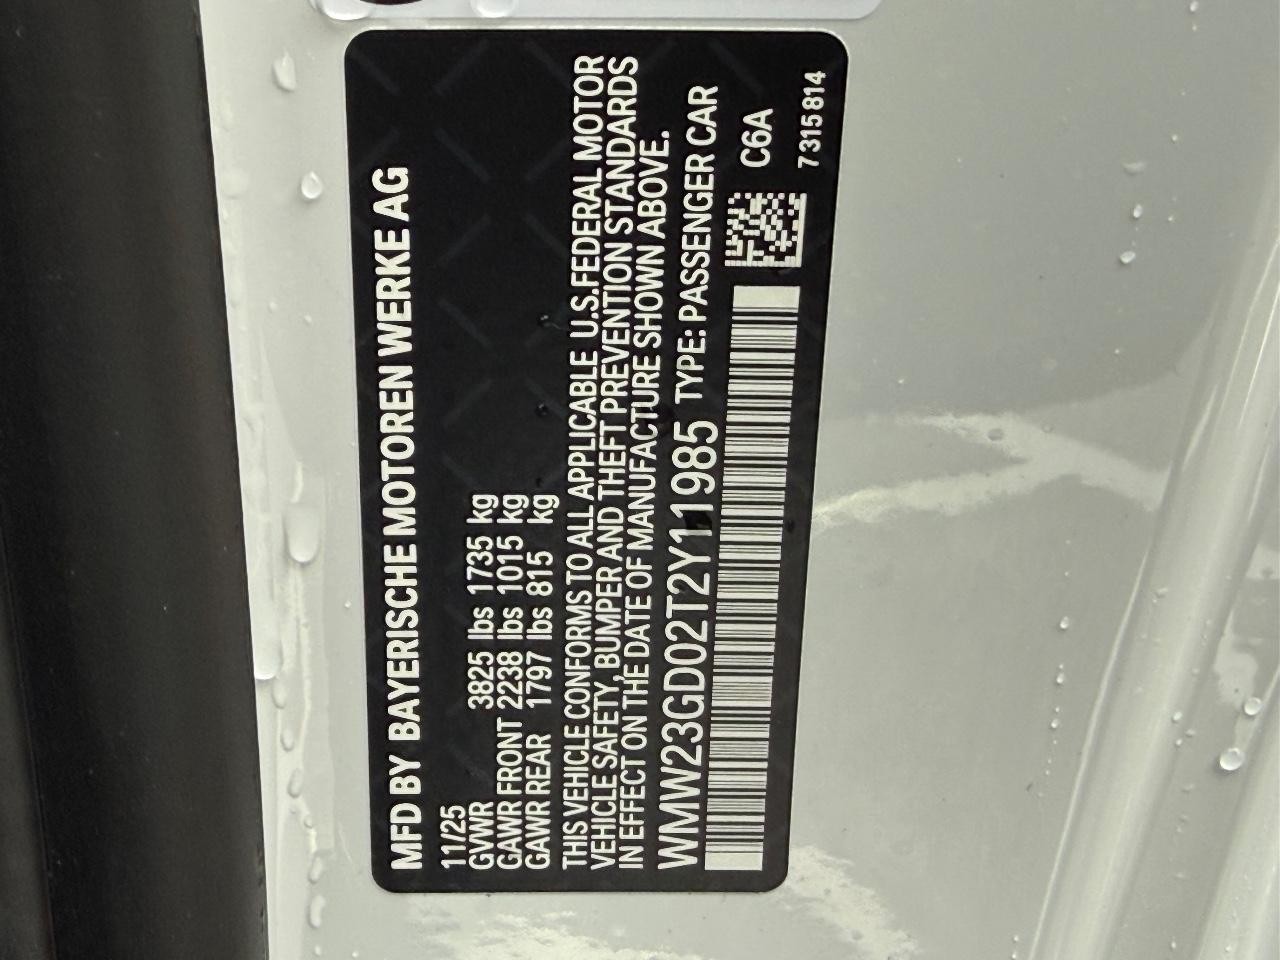 MFD BY BAYERISCHE MOTOREN WERKE AG
11/25
GVWR 3825 lbs 1735 kg
GAWR FRONT 2238 lbs 1015 kg
GAWR REAR 1797 lbs 815 kg
THIS VEHICLE CONFORMS TO ALL APPLICABLE U.S.FEDERAL MOTOR
VEHICLE SAFETY, BUMPER AND THEFT PREVENTION STANDARDS
IN EFFECT ON THE DATE OF MANUFACTURE SHOWN ABOVE.
WMW23GD02T2Y11985 TYPE: PASSENGER CAR
C6A
7315814